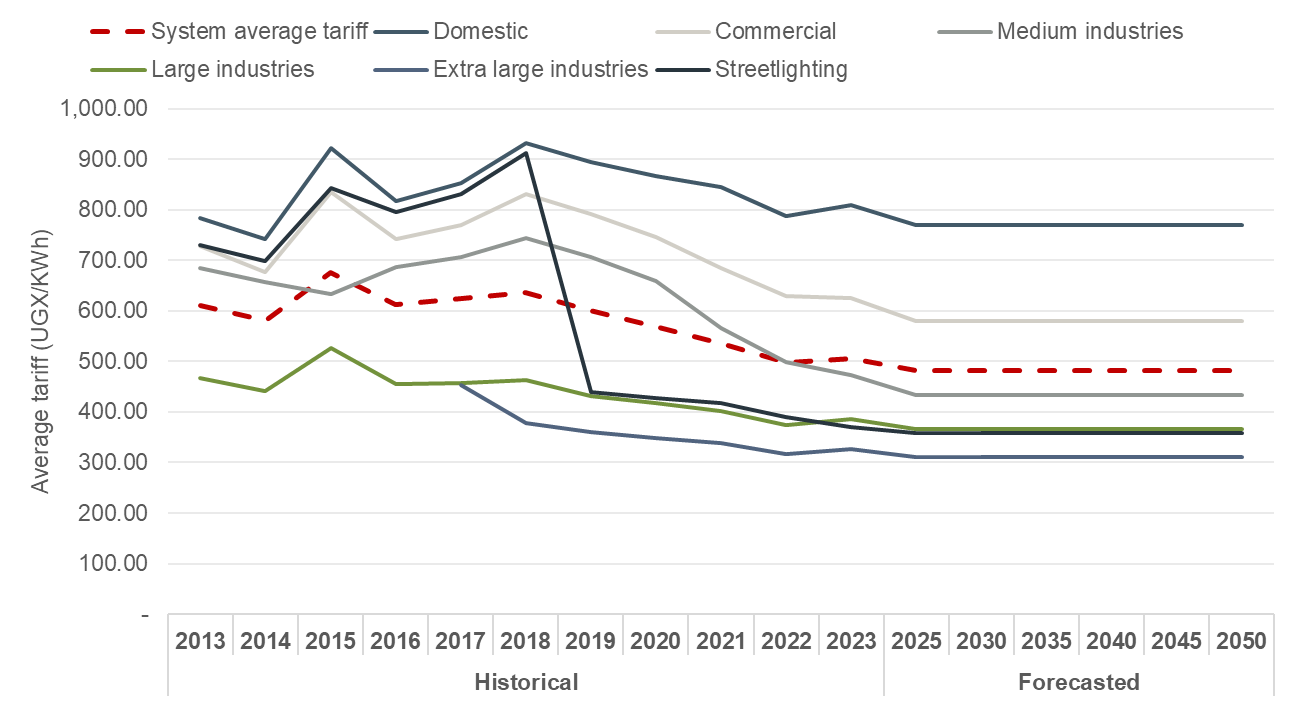 System average tariff Domestic Commercial Medium industries
Large industries Extra large industries Streetlighting
Average tariff (UGX/KWh)
1,000.00
900.00
800.00
700.00
600.00
500.00
400.00
300.00
200.00
100.00
-
2013 2014 2015 2016 2017 2018 2019 2020 2021 2022 2023 2025 2030 2035 2040 2045 2050
Historical Forecasted